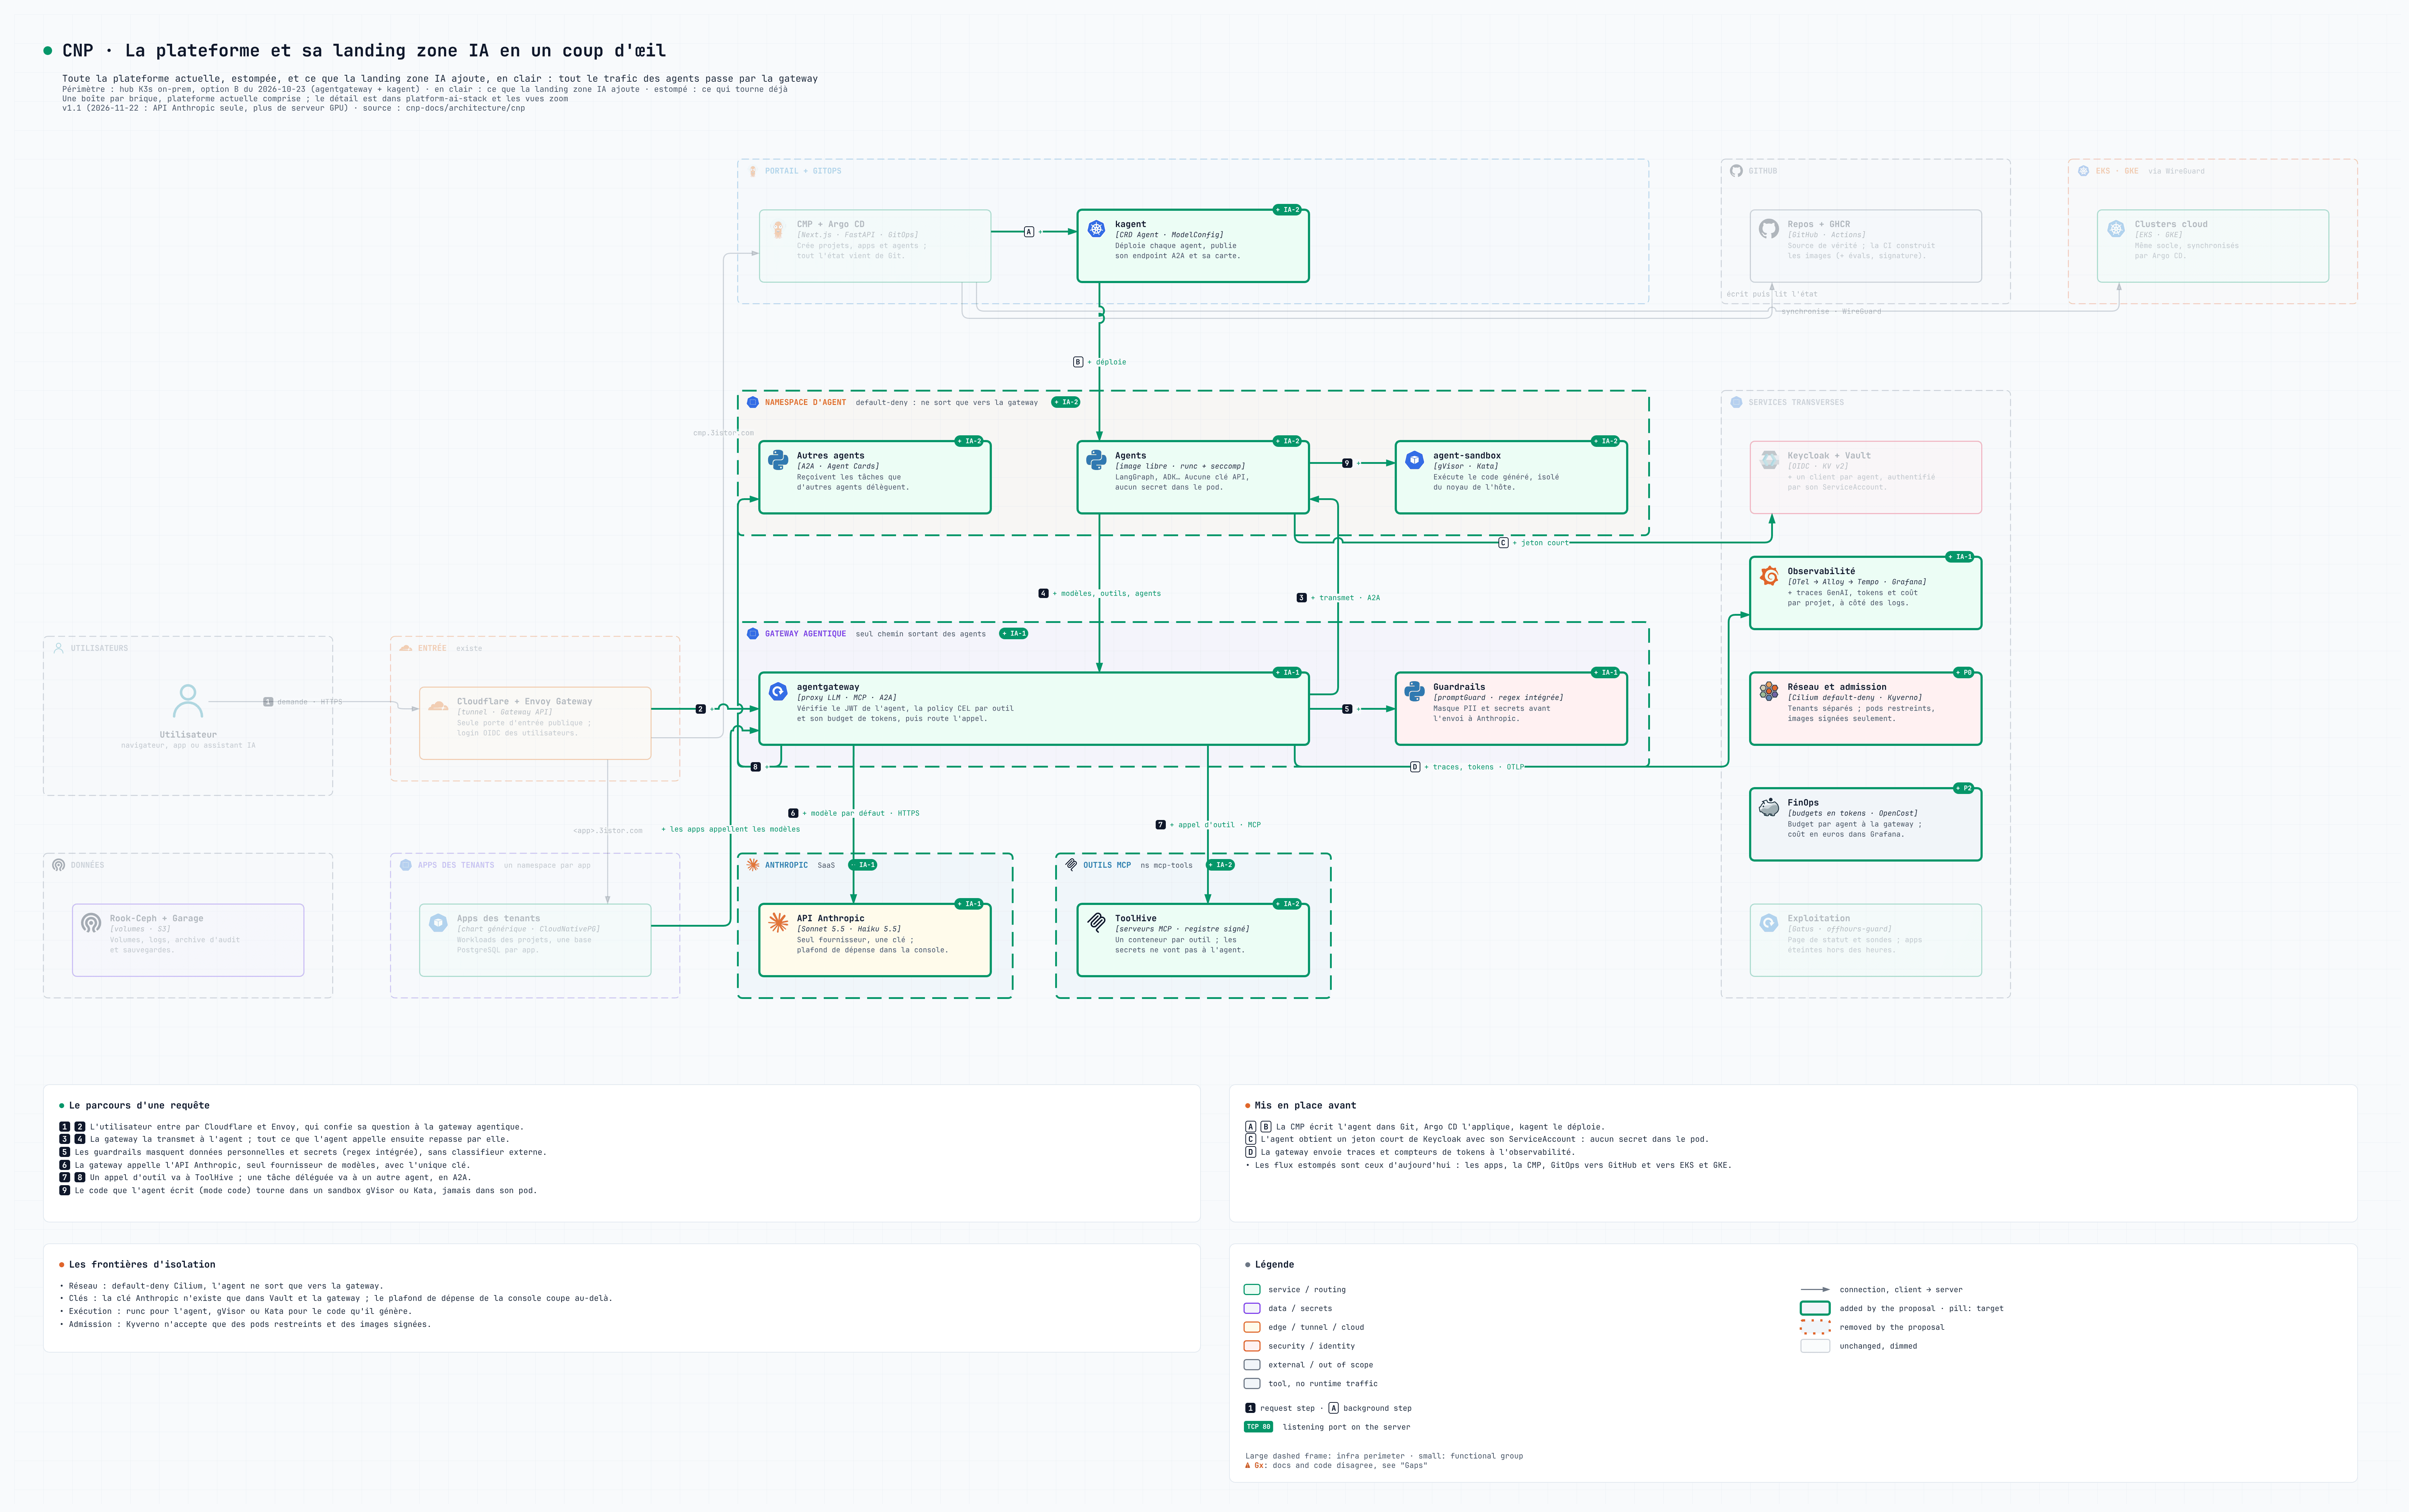 CNP · La plateforme et sa landing zone IA en un coup d'œil
Toute la plateforme actuelle, estompée, et ce que la landing zone IA ajoute, en clair : tout le trafic des agents passe par la gateway
Périmètre : hub K3s on-prem, option B du 2026-10-23 (agentgateway + kagent) · en clair : ce que la landing zone IA ajoute · estompé : ce qui tourne déjà
Une boîte par brique, plateforme actuelle comprise ; le détail est dans platform-ai-stack et les vues zoom
v1.1 (2026-11-22 : API Anthropic seule, plus de serveur GPU) · source : cnp-docs/architecture/cnp
PORTAIL + GITOPS
CMP + Argo CD
[Next.js · FastAPI · GitOps]
Crée projets, apps et agents ;
tout l'état vient de Git.
A +
+ IA-2
kagent
[CRD Agent · ModelConfig]
Déploie chaque agent, publie
son endpoint A2A et sa carte.
GITHUB
Repos + GHCR
[GitHub · Actions]
Source de vérité ; la CI construit
les images (+ évals, signature).
écrit puis lit l'état
EKS · GKE via WireGuard
Clusters cloud
[EKS · GKE]
Même socle, synchronisés
par Argo CD.
synchronise · WireGuard
B + déploie
cmp.3istor.com
NAMESPACE D'AGENT default-deny : ne sort que vers la gateway + IA-2
+ IA-2
Autres agents
[A2A · Agent Cards]
Reçoivent les tâches que
d'autres agents délèguent.
+ IA-2
Agents
[image libre · runc + seccomp]
LangGraph, ADK… Aucune clé API,
aucun secret dans le pod.
9 +
+ IA-2
agent-sandbox
[gVisor · Kata]
Exécute le code généré, isolé
du noyau de l'hôte.
C + jeton court
4 + modèles, outils, agents
3 + transmet · A2A
SERVICES TRANSVERSES
Keycloak + Vault
[OIDC · KV v2]
+ un client par agent, authentifié
par son ServiceAccount.
+ IA-1
Observabilité
[OTel → Alloy → Tempo · Grafana]
+ traces GenAI, tokens et coût
par projet, à côté des logs.
+ P0
Réseau et admission
[Cilium default-deny · Kyverno]
Tenants séparés ; pods restreints,
images signées seulement.
+ P2
FinOps
[budgets en tokens · OpenCost]
Budget par agent à la gateway ;
coût en euros dans Grafana.
Exploitation
[Gatus · offhours-guard]
Page de statut et sondes ; apps
éteintes hors des heures.
UTILISATEURS
Utilisateur
navigateur, app ou assistant IA
1 demande · HTTPS
ENTRÉE existe
Cloudflare + Envoy Gateway
[tunnel · Gateway API]
Seule porte d'entrée publique ;
login OIDC des utilisateurs.
2 +
GATEWAY AGENTIQUE seul chemin sortant des agents + IA-1
+ IA-1
agentgateway
[proxy LLM · MCP · A2A]
Vérifie le JWT de l'agent, la policy CEL par outil
et son budget de tokens, puis route l'appel.
5 +
+ IA-1
Guardrails
[promptGuard · regex intégrée]
Masque PII et secrets avant
l'envoi à Anthropic.
8 +
D + traces, tokens · OTLP
6 + modèle par défaut · HTTPS
7 + appel d'outil · MCP
<app>.3istor.com
+ les apps appellent les modèles
DONNÉES
Rook-Ceph + Garage
[volumes · S3]
Volumes, logs, archive d'audit
et sauvegardes.
APPS DES TENANTS un namespace par app
Apps des tenants
[chart générique · CloudNativePG]
Workloads des projets, une base
PostgreSQL par app.
ANTHROPIC SaaS IA-1
+ IA-1
API Anthropic
[Sonnet 5.5 · Haiku 5.5]
Seul fournisseur, une clé ;
plafond de dépense dans la console.
OUTILS MCP ns mcp-tools + IA-2
+ IA-2
ToolHive
[serveurs MCP · registre signé]
Un conteneur par outil ; les
secrets ne vont pas à l'agent.
Le parcours d'une requête
1 2 L'utilisateur entre par Cloudflare et Envoy, qui confie sa question à la gateway agentique.
3 4 La gateway la transmet à l'agent ; tout ce que l'agent appelle ensuite repasse par elle.
5 Les guardrails masquent données personnelles et secrets (regex intégrée), sans classifieur externe.
6 La gateway appelle l'API Anthropic, seul fournisseur de modèles, avec l'unique clé.
7 8 Un appel d'outil va à ToolHive ; une tâche déléguée va à un autre agent, en A2A.
9 Le code que l'agent écrit (mode code) tourne dans un sandbox gVisor ou Kata, jamais dans son pod.
Mis en place avant
A B La CMP écrit l'agent dans Git, Argo CD l'applique, kagent le déploie.
C L'agent obtient un jeton court de Keycloak avec son ServiceAccount : aucun secret dans le pod.
D La gateway envoie traces et compteurs de tokens à l'observabilité.
• Les flux estompés sont ceux d'aujourd'hui : les apps, la CMP, GitOps vers GitHub et vers EKS et GKE.
Les frontières d'isolation
• Réseau : default-deny Cilium, l'agent ne sort que vers la gateway.
• Clés : la clé Anthropic n'existe que dans Vault et la gateway ; le plafond de dépense de la console coupe au-delà.
• Exécution : runc pour l'agent, gVisor ou Kata pour le code qu'il génère.
• Admission : Kyverno n'accepte que des pods restreints et des images signées.
Légende
service / routing
data / secrets
edge / tunnel / cloud
security / identity
external / out of scope
tool, no runtime traffic
connection, client → server
added by the proposal · pill: target
removed by the proposal
unchanged, dimmed
1 request step · A background step
TCP 80 listening port on the server
Large dashed frame: infra perimeter · small: functional group
▲ Gx: docs and code disagree, see "Gaps"